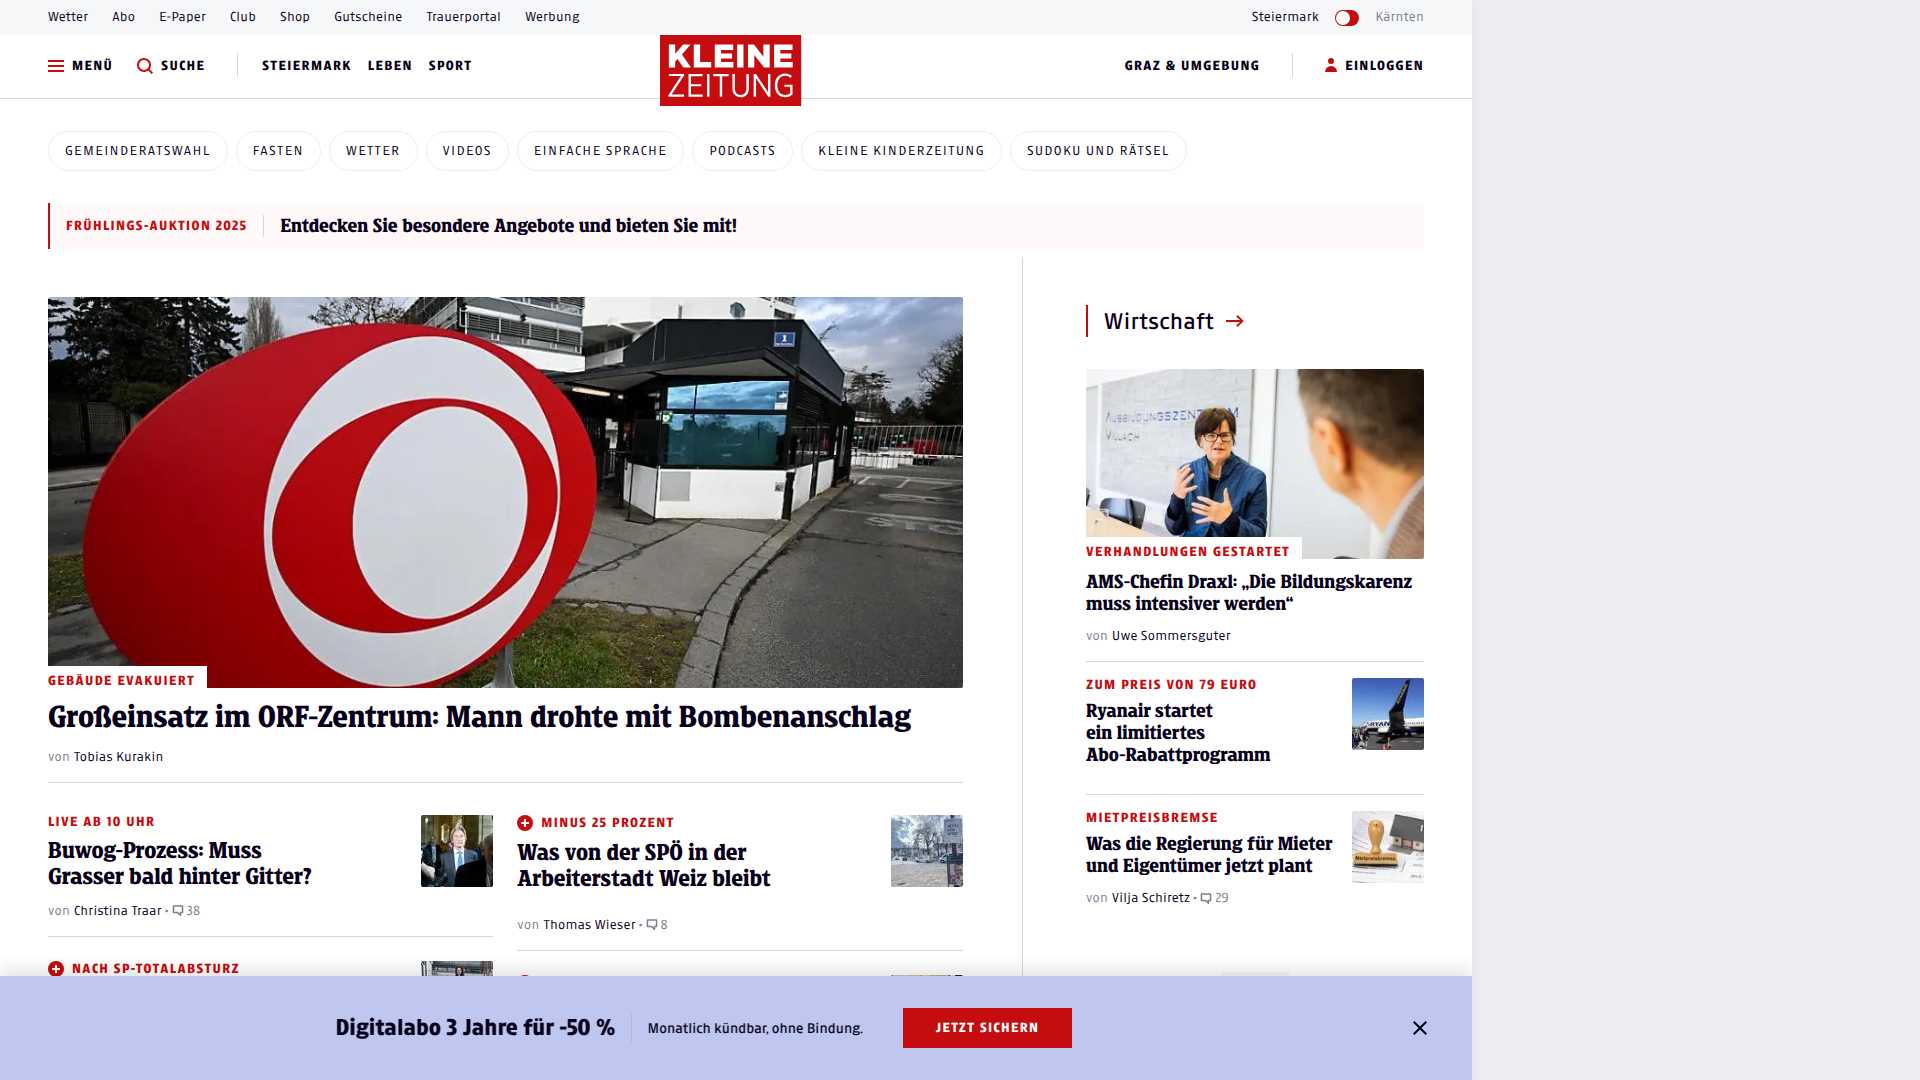 Wetter Abo E-Paper Club Shop Gutscheine Trauerportal Werbung Steiermark Kärnten
MENÜ SUCHE STEIERMARK LEBEN SPORT KLEINE ZEITUNG GRAZ & UMGEBUNG EINLOGGEN
GEMEINDERATSWAHL FASTEN WETTER VIDEOS EINFACHE SPRACHE PODCASTS KLEINE KINDERZEITUNG SUDOKU UND RÄTSEL
FRÜHLINGS-AUKTION 2025 Entdecken Sie besondere Angebote und bieten Sie mit!
GEBÄUDE EVAKUIERT
Großeinsatz im ORF-Zentrum: Mann drohte mit Bombenanschlag
von Tobias Kurakin
LIVE AB 10 UHR
Buwog-Prozess: Muss
Grasser bald hinter Gitter?
von Christina Traar • 38
MINUS 25 PROZENT
Was von der SPÖ in der
Arbeiterstadt Weiz bleibt
von Thomas Wieser • 8
NACH SP-TOTALABSTURZ
Wirtschaft
AUSBILDUNGSZENTRUM
VILLACH
VERHANDLUNGEN GESTARTET
AMS-Chefin Draxl: „Die Bildungskarenz
muss intensiver werden“
von Uwe Sommersguter
ZUM PREIS VON 79 EURO
Ryanair startet
ein limitiertes
Abo-Rabattprogramm
RYANAIR
MIETPREISBREMSE
Was die Regierung für Mieter
und Eigentümer jetzt plant
von Vilja Schiretz • 29
Mietpreisbremse
Digitalabo 3 Jahre für -50 % Monatlich kündbar, ohne Bindung. JETZT SICHERN